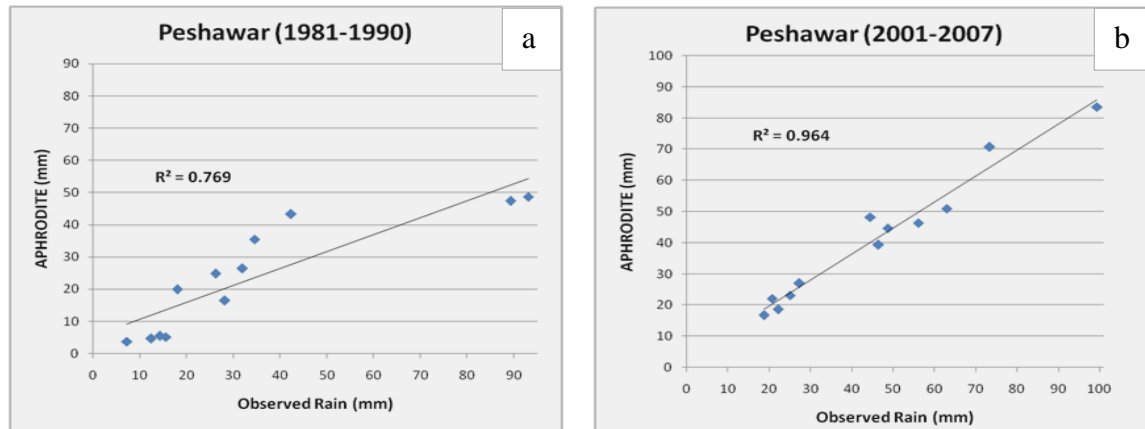 Peshawar (1981-1990)
a
90
80
70
60
50
40
30
20
10
0
APHRODITE (mm)
R² = 0.769
0 10 20 30 40 50 60 70 80 90
Observed Rain (mm)
Peshawar (2001-2007)
b
100
90
80
70
60
50
40
30
20
10
0
APHRODITE (mm)
R² = 0.964
0 10 20 30 40 50 60 70 80 90 100
Observed Rain (mm)